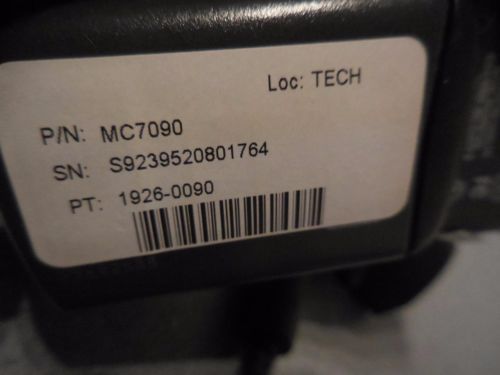 Loc: TECH
P/N: MC7090
SN: S9239520801764
PT: 1926-0090